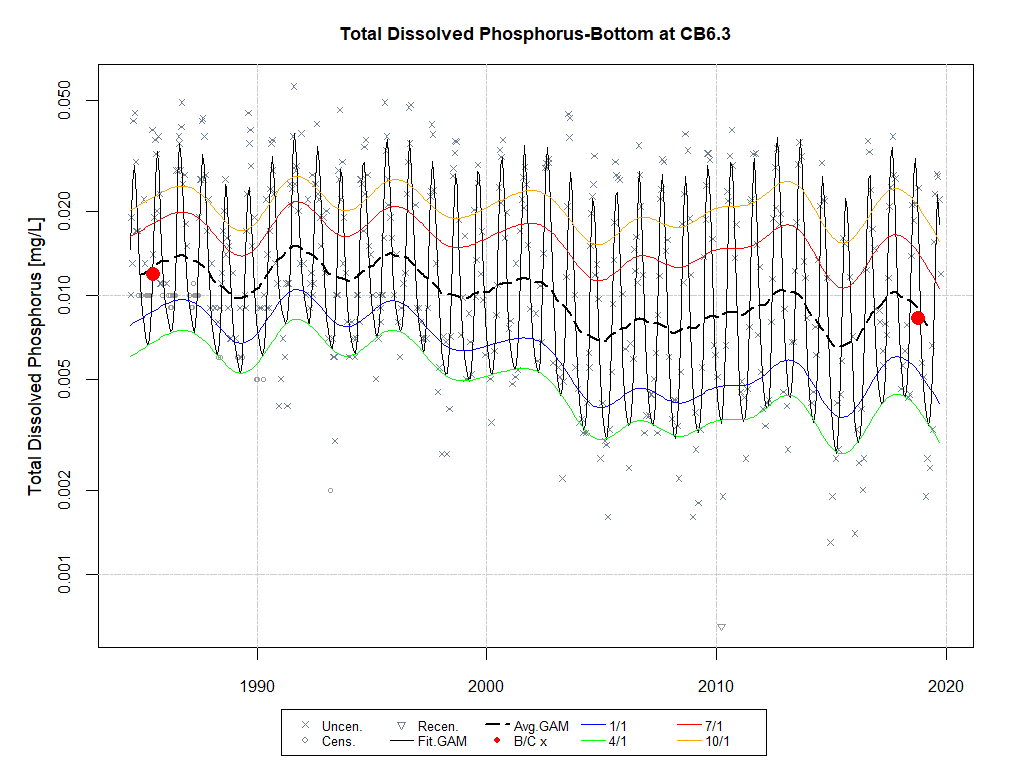 Total Dissolved Phosphorus-Bottom at CB6.3
Total Dissolved Phosphorus [mg/L]
0.050
0.020
0.010
0.005
0.002
0.001
1990 2000 2010 2020
Uncen. Recen. Avg.GAM 1/1 7/1
Cens. Fit.GAM B/C x 4/1 10/1